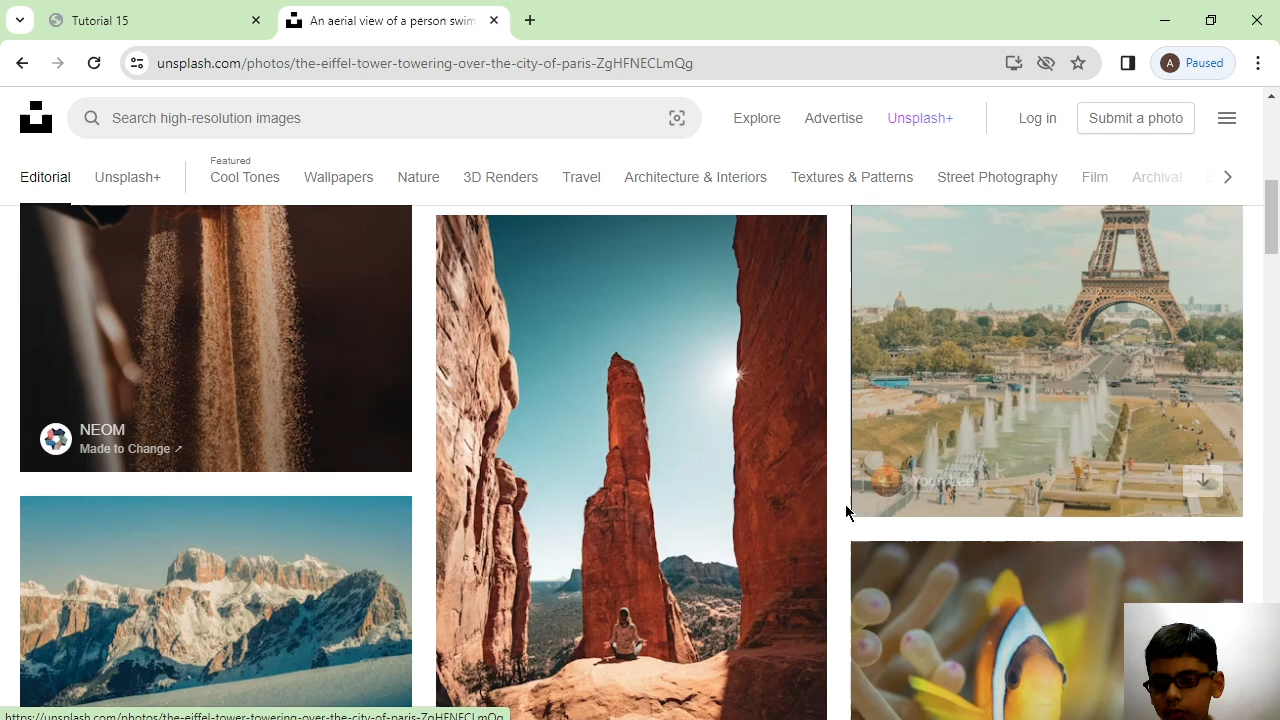 Tutorial 15
An aerial view of a person swim
unsplash.com/photos/the-eiffel-tower-towering-over-the-city-of-paris-ZgHFNECLmQg
A Paused
Search high-resolution images
Explore
Advertise
Unsplash+
Log in
Submit a photo
Editorial
Unsplash+
Featured
Cool Tones
Wallpapers
Nature
3D Renders
Travel
Architecture & Interiors
Textures & Patterns
Street Photography
Film
Archival
NEOM
Made to Change ↗
Yoon Lee
https://unsplash.com/photos/the-eiffel-tower-towering-over-the-city-of-paris-ZgHFNECLmQg